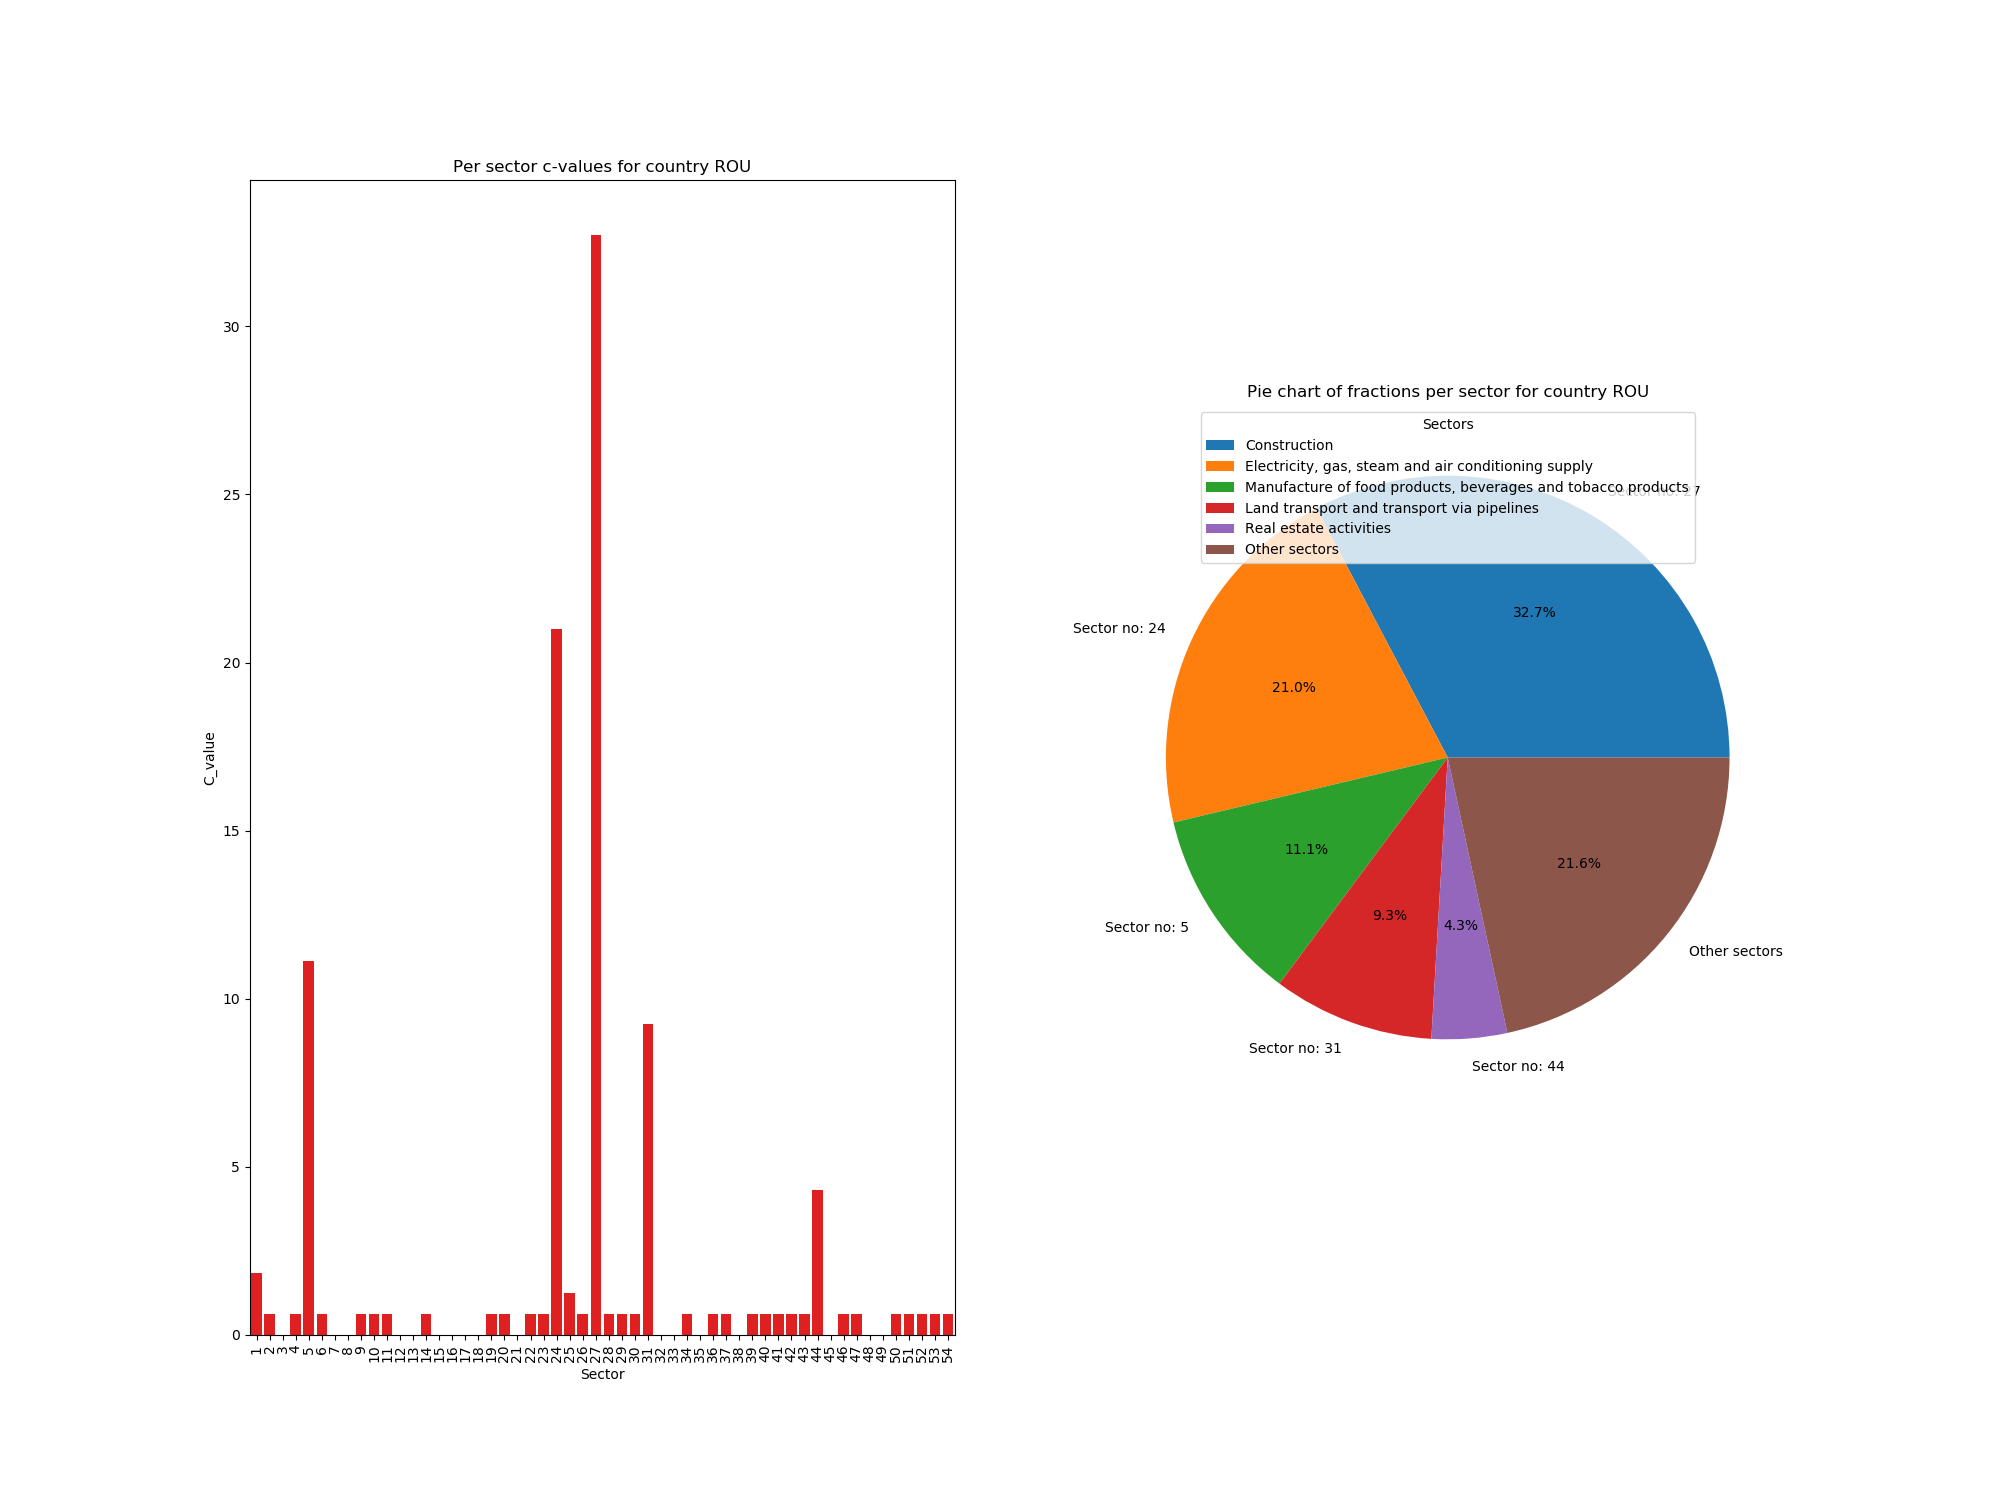 Per sector c-values for country ROU
30
25
20
15
10
5
0
C_value
1 2 3 4 5 6 7 8 9 10 11 12 13 14 15 16 17 18 19 20 21 22 23 24 25 26 27 28 29 30 31 32 33 34 35 36 37 38 39 40 41 42 43 44 45 46 47 48 49 50 51 52 53 54
Sector
Pie chart of fractions per sector for country ROU
Sectors
Construction
Electricity, gas, steam and air conditioning supply
Manufacture of food products, beverages and tobacco products
Land transport and transport via pipelines
Real estate activities
Other sectors
Sector no: 27
32.7%
Sector no: 24
21.0%
11.1%
Sector no: 5
9.3%
Sector no: 31
4.3%
Sector no: 44
21.6%
Other sectors